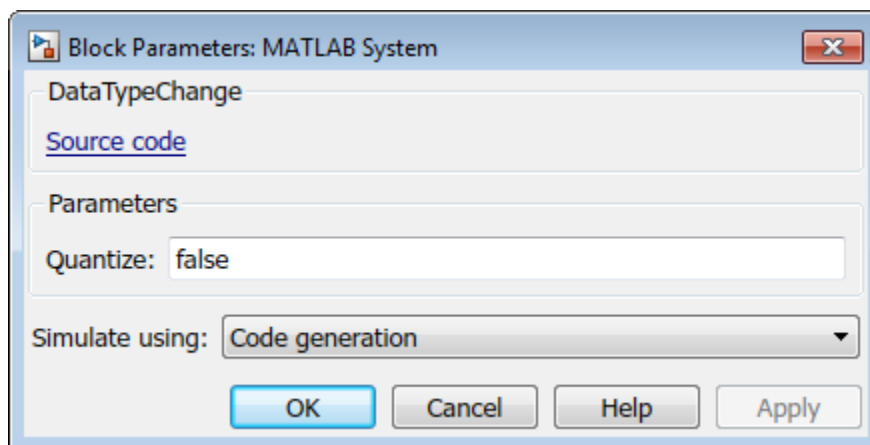 Block Parameters: MATLAB System
DataTypeChange
Source code
Parameters
Quantize: false
Simulate using: Code generation
OK Cancel Help Apply